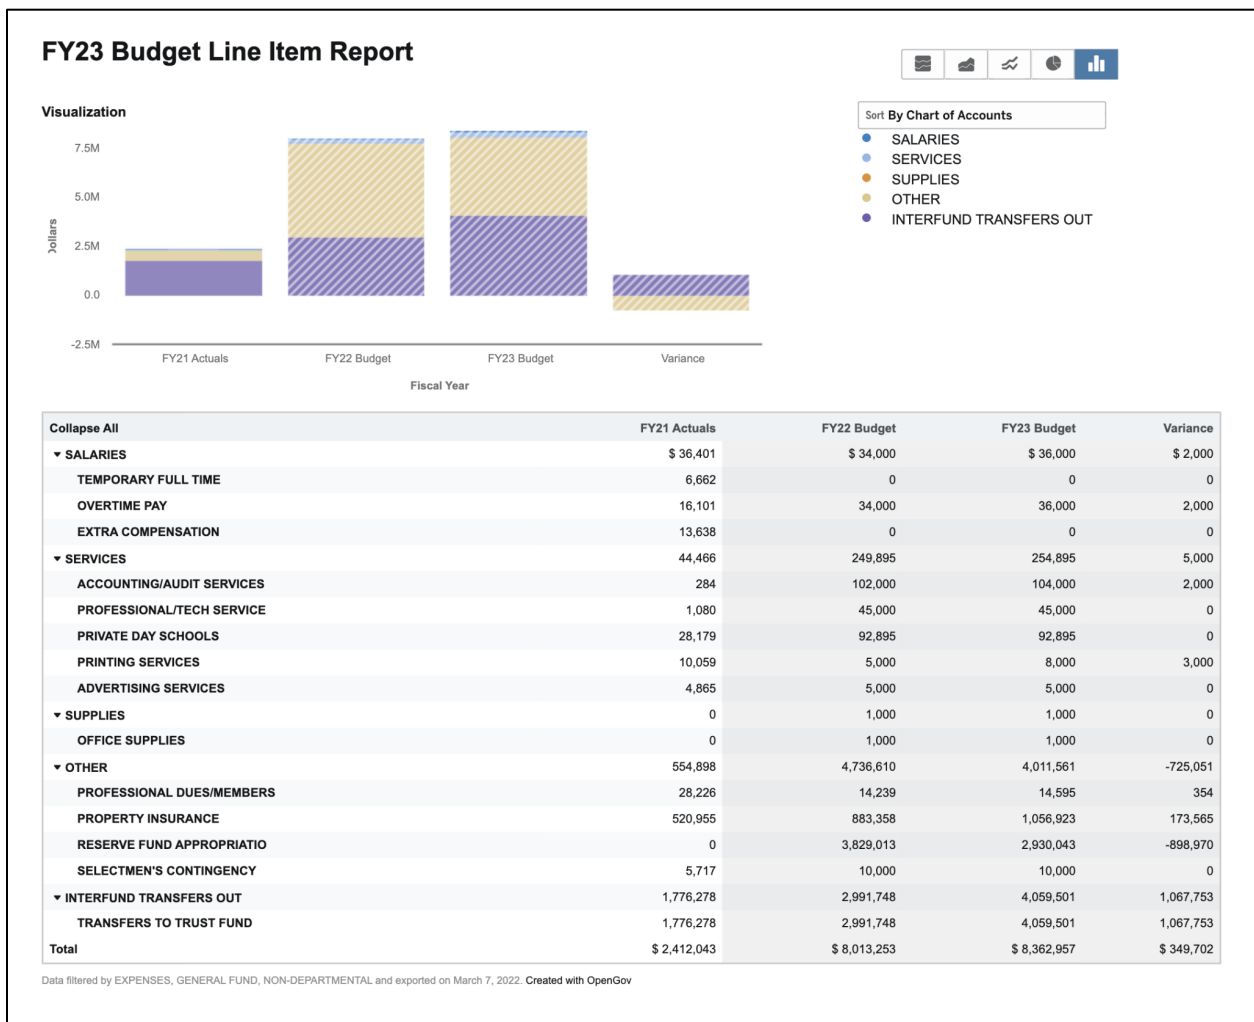 FY23 Budget Line Item Report
Visualization
Sort By Chart of Accounts
SALARIES
SERVICES
SUPPLIES
OTHER
INTERFUND TRANSFERS OUT
7.5M
5.0M
2.5M
0.0
-2.5M
Dollars
FY21 Actuals FY22 Budget FY23 Budget Variance
Fiscal Year
Collapse All FY21 Actuals FY22 Budget FY23 Budget Variance
SALARIES $ 36,401 $ 34,000 $ 36,000 $ 2,000
TEMPORARY FULL TIME 6,662 0 0 0
OVERTIME PAY 16,101 34,000 36,000 2,000
EXTRA COMPENSATION 13,638 0 0 0
SERVICES 44,466 249,895 254,895 5,000
ACCOUNTING/AUDIT SERVICES 284 102,000 104,000 2,000
PROFESSIONAL/TECH SERVICE 1,080 45,000 45,000 0
PRIVATE DAY SCHOOLS 28,179 92,895 92,895 0
PRINTING SERVICES 10,059 5,000 8,000 3,000
ADVERTISING SERVICES 4,865 5,000 5,000 0
SUPPLIES 0 1,000 1,000 0
OFFICE SUPPLIES 0 1,000 1,000 0
OTHER 554,898 4,736,610 4,011,561 -725,051
PROFESSIONAL DUES/MEMBERS 28,226 14,239 14,595 354
PROPERTY INSURANCE 520,955 883,358 1,056,923 173,565
RESERVE FUND APPROPRIATIO 0 3,829,013 2,930,043 -898,970
SELECTMEN'S CONTINGENCY 5,717 10,000 10,000 0
INTERFUND TRANSFERS OUT 1,776,278 2,991,748 4,059,501 1,067,753
TRANSFERS TO TRUST FUND 1,776,278 2,991,748 4,059,501 1,067,753
Total $ 2,412,043 $ 8,013,253 $ 8,362,957 $ 349,702
Data filtered by EXPENSES, GENERAL FUND, NON-DEPARTMENTAL and exported on March 7, 2022. Created with OpenGov